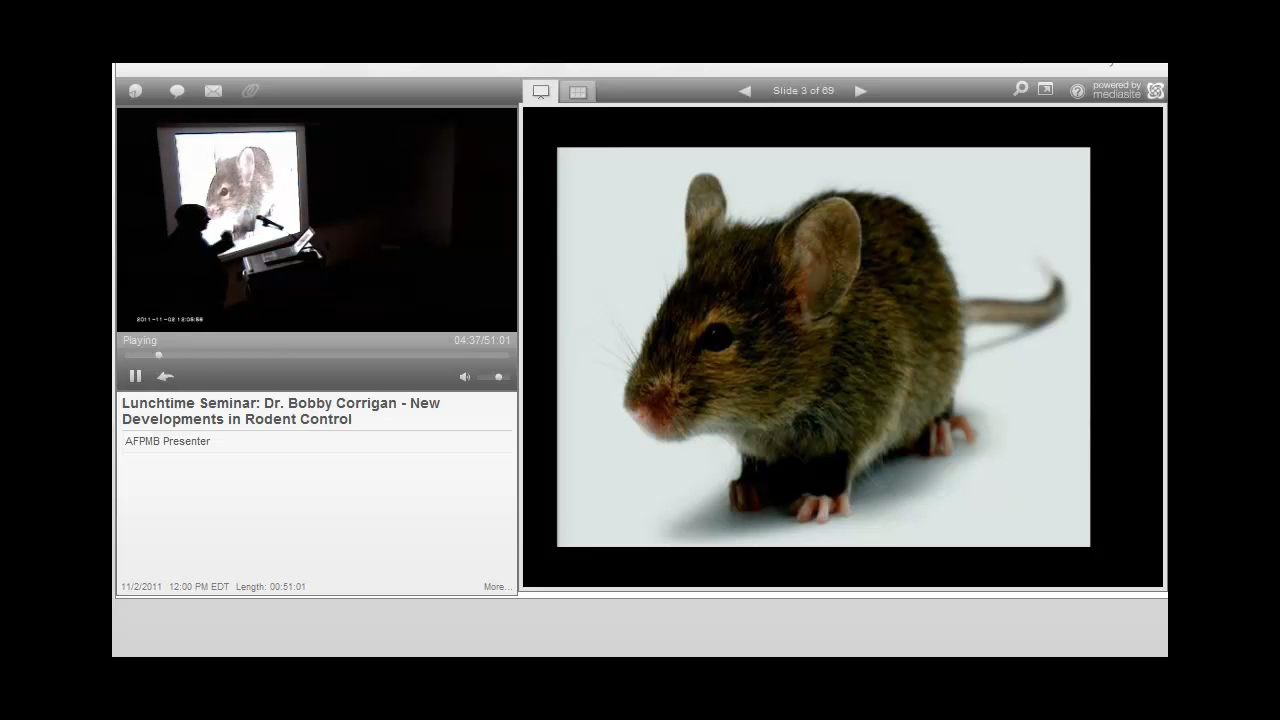 Slide 3 of 69
powered by
mediasite
2011-11-02 12:05:56
Playing
04:37/51:01
Lunchtime Seminar: Dr. Bobby Corrigan - New
Developments in Rodent Control
AFPMB Presenter
11/2/2011 12:00 PM EDT Length: 00:51:01
More...